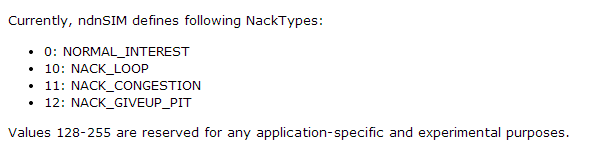 Currently, ndnSIM defines following NackTypes:
• 0: NORMAL_INTEREST
• 10: NACK_LOOP
• 11: NACK_CONGESTION
• 12: NACK_GIVEUP_PIT
Values 128-255 are reserved for any application-specific and experimental purposes.